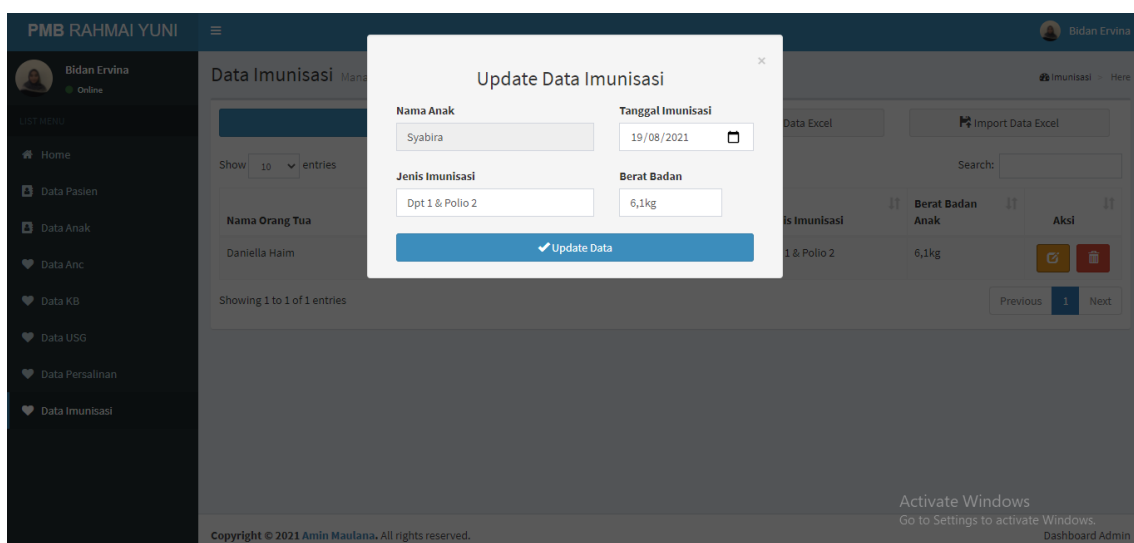 PMB RAHMAI YUNI
Bidan Ervina
Bidan Ervina
Online
LIST MENU
Home
Data Pasien
Data Anak
Data Anc
Data KB
Data USG
Data Persalinan
Data Imunisasi
Data Imunisasi
Imunisasi > Here
Data Excel
Import Data Excel
Show 10 entries
Search:
Nama Orang Tua
is Imunisasi
Berat Badan Anak
Aksi
Daniella Haim
1 & Polio 2
6,1kg
Showing 1 to 1 of 1 entries
Previous 1 Next
×
Update Data Imunisasi
Nama Anak
Tanggal Imunisasi
Syabira
19/08/2021
Jenis Imunisasi
Berat Badan
Dpt 1 & Polio 2
6,1kg
Update Data
Activate Windows
Go to Settings to activate Windows.
Copyright © 2021 Amin Maulana. All rights reserved.
Dashboard Admin